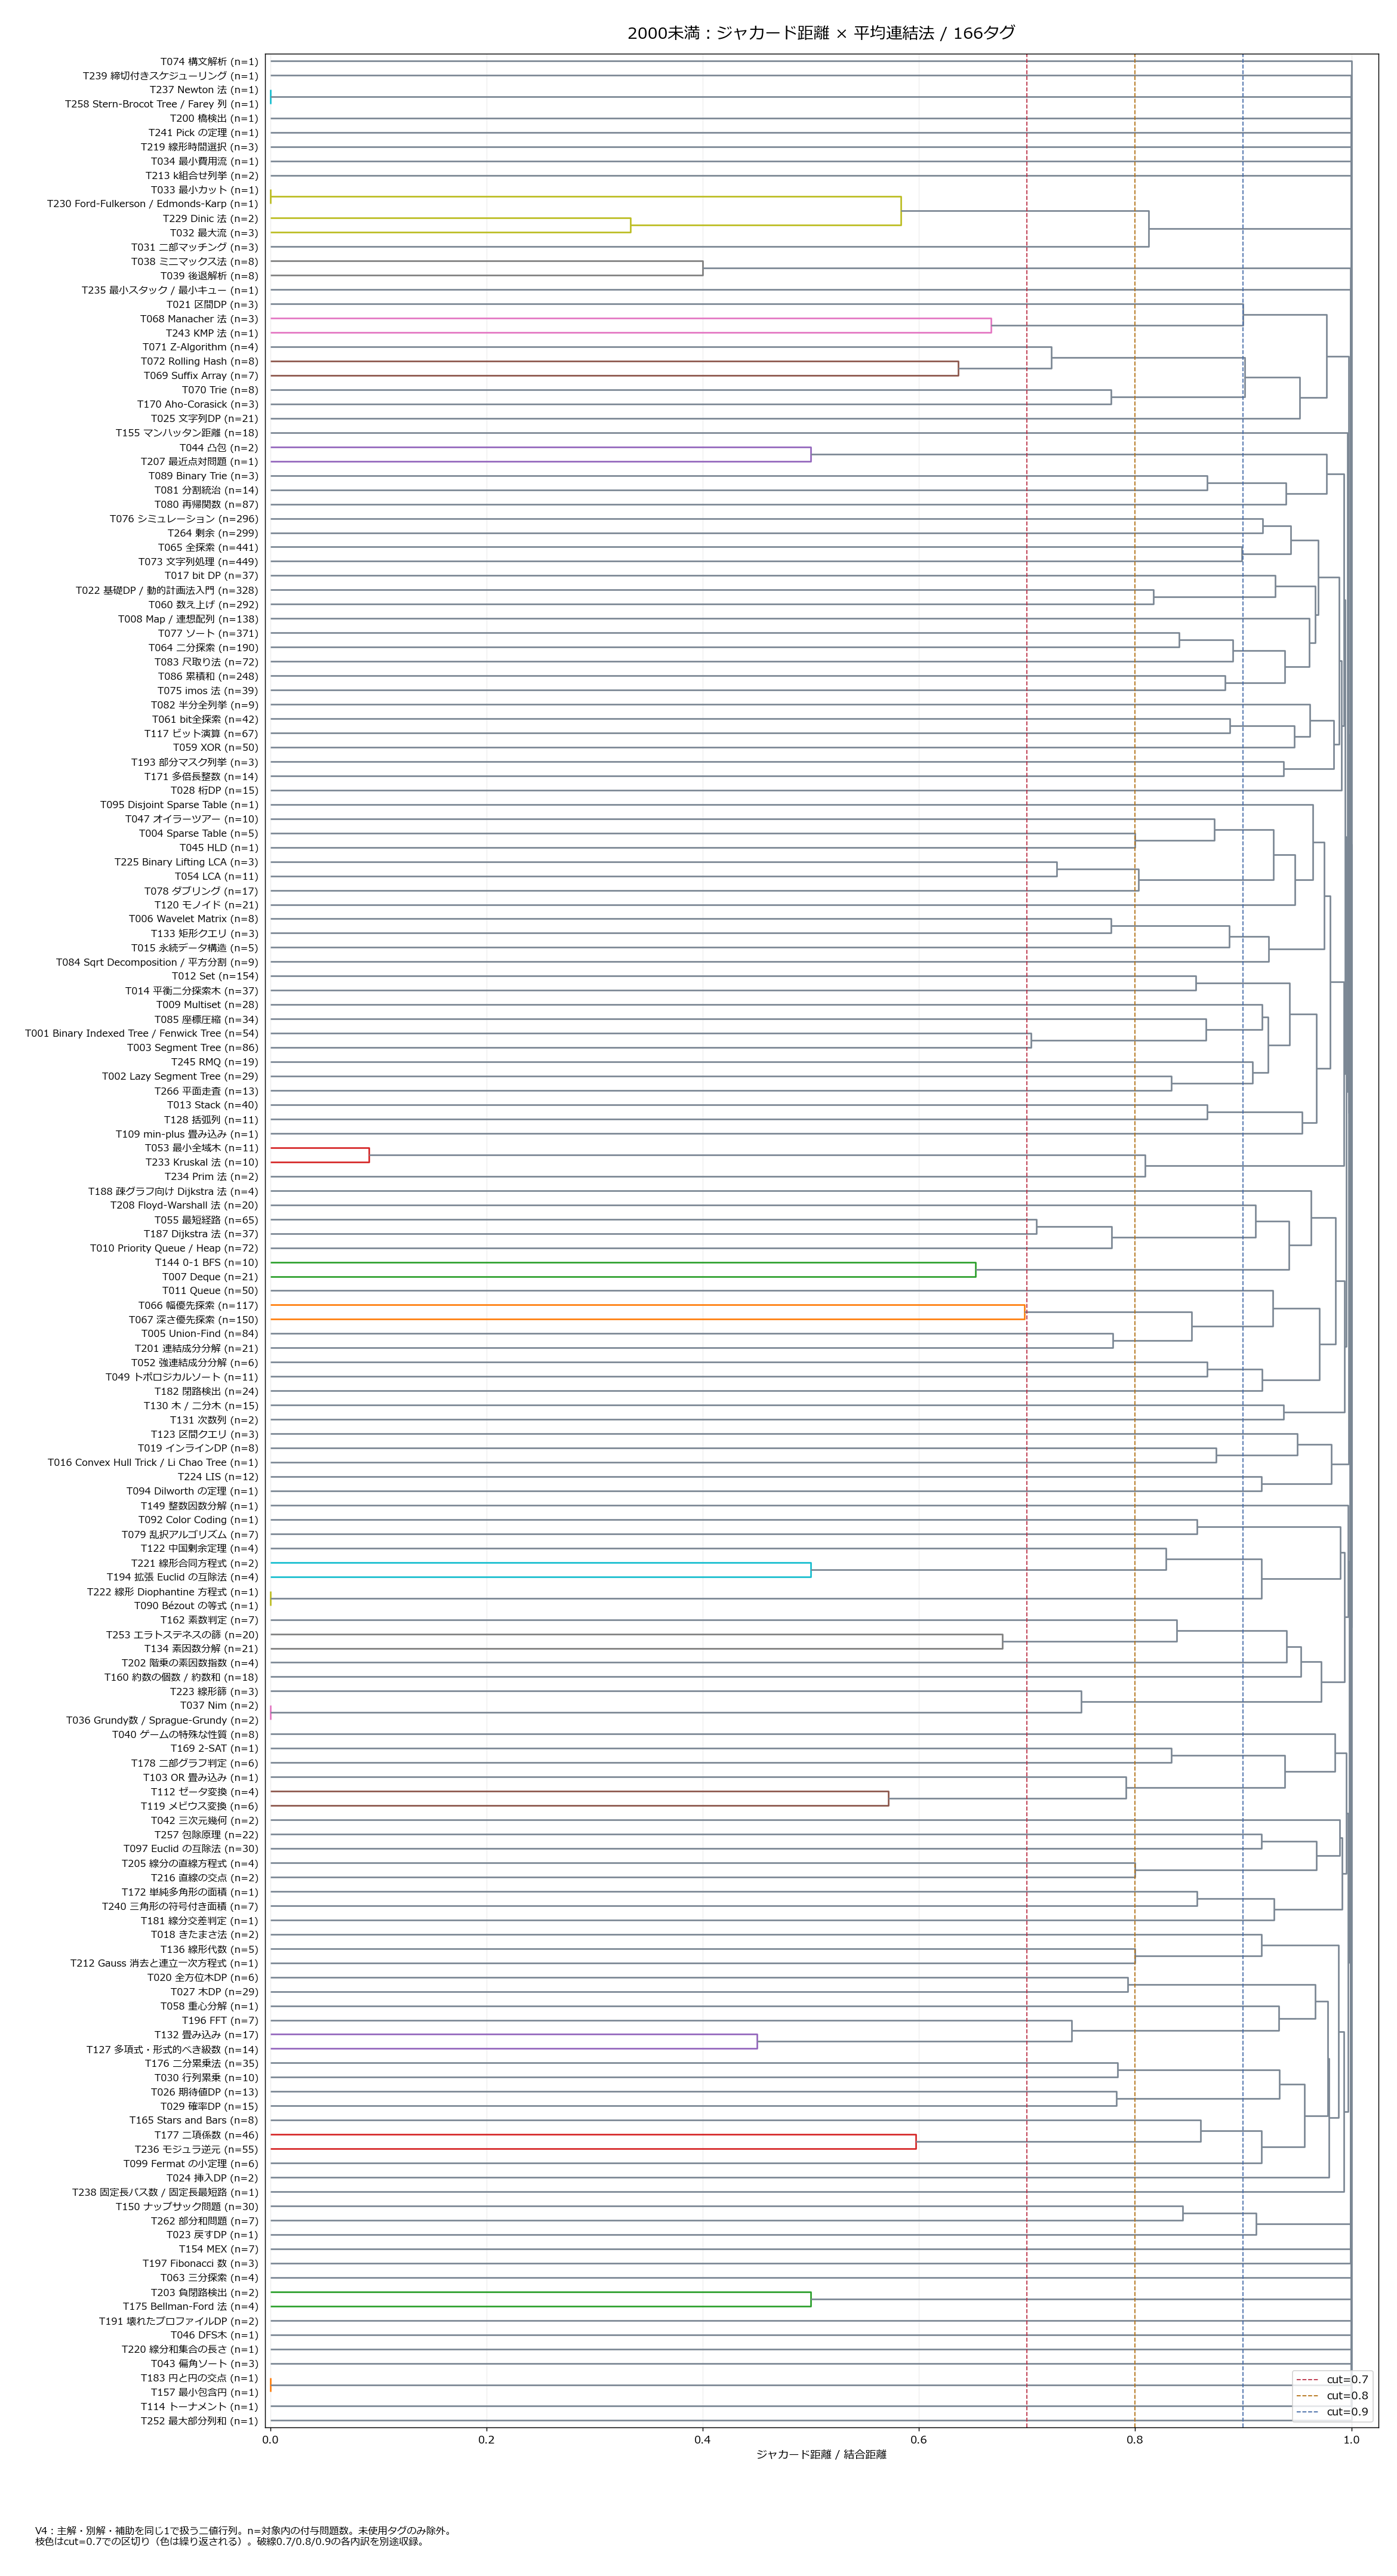 2000未満：ジャカード距離 × 平均連結法 / 166タグ
T074 構文解析 (n=1)
T239 締切付きスケジューリング (n=1)
T237 Newton 法 (n=1)
T258 Stern-Brocot Tree / Farey 列 (n=1)
T200 橋検出 (n=1)
T241 Pick の定理 (n=1)
T219 線形時間選択 (n=3)
T034 最小費用流 (n=1)
T213 k組合せ列挙 (n=2)
T033 最小カット (n=1)
T230 Ford-Fulkerson / Edmonds-Karp (n=1)
T229 Dinic 法 (n=2)
T032 最大流 (n=3)
T031 二部マッチング (n=3)
T038 ミニマックス法 (n=8)
T039 後退解析 (n=8)
T235 最小スタック / 最小キュー (n=1)
T021 区間DP (n=3)
T068 Manacher 法 (n=3)
T243 KMP 法 (n=1)
T071 Z-Algorithm (n=4)
T072 Rolling Hash (n=8)
T069 Suffix Array (n=7)
T070 Trie (n=8)
T170 Aho-Corasick (n=3)
T025 文字列DP (n=21)
T155 マンハッタン距離 (n=18)
T044 凸包 (n=2)
T207 最近点対問題 (n=1)
T089 Binary Trie (n=3)
T081 分割統治 (n=14)
T080 再帰関数 (n=87)
T076 シミュレーション (n=296)
T264 剰余 (n=299)
T065 全探索 (n=441)
T073 文字列処理 (n=449)
T017 bit DP (n=37)
T022 基礎DP / 動的計画法入門 (n=328)
T060 数え上げ (n=292)
T008 Map / 連想配列 (n=138)
T077 ソート (n=371)
T064 二分探索 (n=190)
T083 尺取り法 (n=72)
T086 累積和 (n=248)
T075 imos 法 (n=39)
T082 半分全列挙 (n=9)
T061 bit全探索 (n=42)
T117 ビット演算 (n=67)
T059 XOR (n=50)
T193 部分マスク列挙 (n=3)
T171 多倍長整数 (n=14)
T028 桁DP (n=15)
T095 Disjoint Sparse Table (n=1)
T047 オイラーツアー (n=10)
T004 Sparse Table (n=5)
T045 HLD (n=1)
T225 Binary Lifting LCA (n=3)
T054 LCA (n=11)
T078 ダブリング (n=17)
T120 モノイド (n=21)
T006 Wavelet Matrix (n=8)
T133 矩形クエリ (n=3)
T015 永続データ構造 (n=5)
T084 Sqrt Decomposition / 平方分割 (n=9)
T012 Set (n=154)
T014 平衡二分探索木 (n=37)
T009 Multiset (n=28)
T085 座標圧縮 (n=34)
T001 Binary Indexed Tree / Fenwick Tree (n=54)
T003 Segment Tree (n=86)
T245 RMQ (n=19)
T002 Lazy Segment Tree (n=29)
T266 平面走査 (n=13)
T013 Stack (n=40)
T128 括弧列 (n=11)
T109 min-plus 畳み込み (n=1)
T053 最小全域木 (n=11)
T233 Kruskal 法 (n=10)
T234 Prim 法 (n=2)
T188 疎グラフ向け Dijkstra 法 (n=4)
T208 Floyd-Warshall 法 (n=20)
T055 最短経路 (n=65)
T187 Dijkstra 法 (n=37)
T010 Priority Queue / Heap (n=72)
T144 0-1 BFS (n=10)
T007 Deque (n=21)
T011 Queue (n=50)
T066 幅優先探索 (n=117)
T067 深さ優先探索 (n=150)
T005 Union-Find (n=84)
T201 連結成分分解 (n=21)
T052 強連結成分分解 (n=6)
T049 トポロジカルソート (n=11)
T182 閉路検出 (n=24)
T130 木 / 二分木 (n=15)
T131 次数列 (n=2)
T123 区間クエリ (n=3)
T019 インラインDP (n=8)
T016 Convex Hull Trick / Li Chao Tree (n=1)
T224 LIS (n=12)
T094 Dilworth の定理 (n=1)
T149 整数因数分解 (n=1)
T092 Color Coding (n=1)
T079 乱択アルゴリズム (n=7)
T122 中国剰余定理 (n=4)
T221 線形合同方程式 (n=2)
T194 拡張 Euclid の互除法 (n=4)
T222 線形 Diophantine 方程式 (n=1)
T090 Bézout の等式 (n=1)
T162 素数判定 (n=7)
T253 エラトステネスの篩 (n=20)
T134 素因数分解 (n=21)
T202 階乗の素因数指数 (n=4)
T160 約数の個数 / 約数和 (n=18)
T223 線形篩 (n=3)
T037 Nim (n=2)
T036 Grundy数 / Sprague-Grundy (n=2)
T040 ゲームの特殊な性質 (n=8)
T169 2-SAT (n=1)
T178 二部グラフ判定 (n=6)
T103 OR 畳み込み (n=1)
T112 ゼータ変換 (n=4)
T119 メビウス変換 (n=6)
T042 三次元幾何 (n=2)
T257 包除原理 (n=22)
T097 Euclid の互除法 (n=30)
T205 線分の直線方程式 (n=4)
T216 直線の交点 (n=2)
T172 単純多角形の面積 (n=1)
T240 三角形の符号付き面積 (n=7)
T181 線分交差判定 (n=1)
T018 きたまさ法 (n=2)
T136 線形代数 (n=5)
T212 Gauss 消去と連立一次方程式 (n=1)
T020 全方位木DP (n=6)
T027 木DP (n=29)
T058 重心分解 (n=1)
T196 FFT (n=7)
T132 畳み込み (n=17)
T127 多項式・形式的べき級数 (n=14)
T176 二分累乗法 (n=35)
T030 行列累乗 (n=10)
T026 期待値DP (n=13)
T029 確率DP (n=15)
T165 Stars and Bars (n=8)
T177 二項係数 (n=46)
T236 モジュラ逆元 (n=55)
T099 Fermat の小定理 (n=6)
T024 挿入DP (n=2)
T238 固定長パス数 / 固定長最短路 (n=1)
T150 ナップサック問題 (n=30)
T262 部分和問題 (n=7)
T023 戻すDP (n=1)
T154 MEX (n=7)
T197 Fibonacci 数 (n=3)
T063 三分探索 (n=4)
T203 負閉路検出 (n=2)
T175 Bellman-Ford 法 (n=4)
T191 壊れたプロファイルDP (n=2)
T046 DFS木 (n=1)
T220 線分和集合の長さ (n=1)
T043 偏角ソート (n=3)
T183 円と円の交点 (n=1)
T157 最小包含円 (n=1)
T114 トーナメント (n=1)
T252 最大部分列和 (n=1)
cut=0.7
cut=0.8
cut=0.9
0.0 0.2 0.4 0.6 0.8 1.0
ジャカード距離 / 結合距離
V4：主解・別解・補助を同じ1で扱う二値行列。n=対象内の付与問題数。未使用タグのみ除外。
枝色はcut=0.7での区切り（色は繰り返される）。破線0.7/0.8/0.9の各内訳を別途収録。